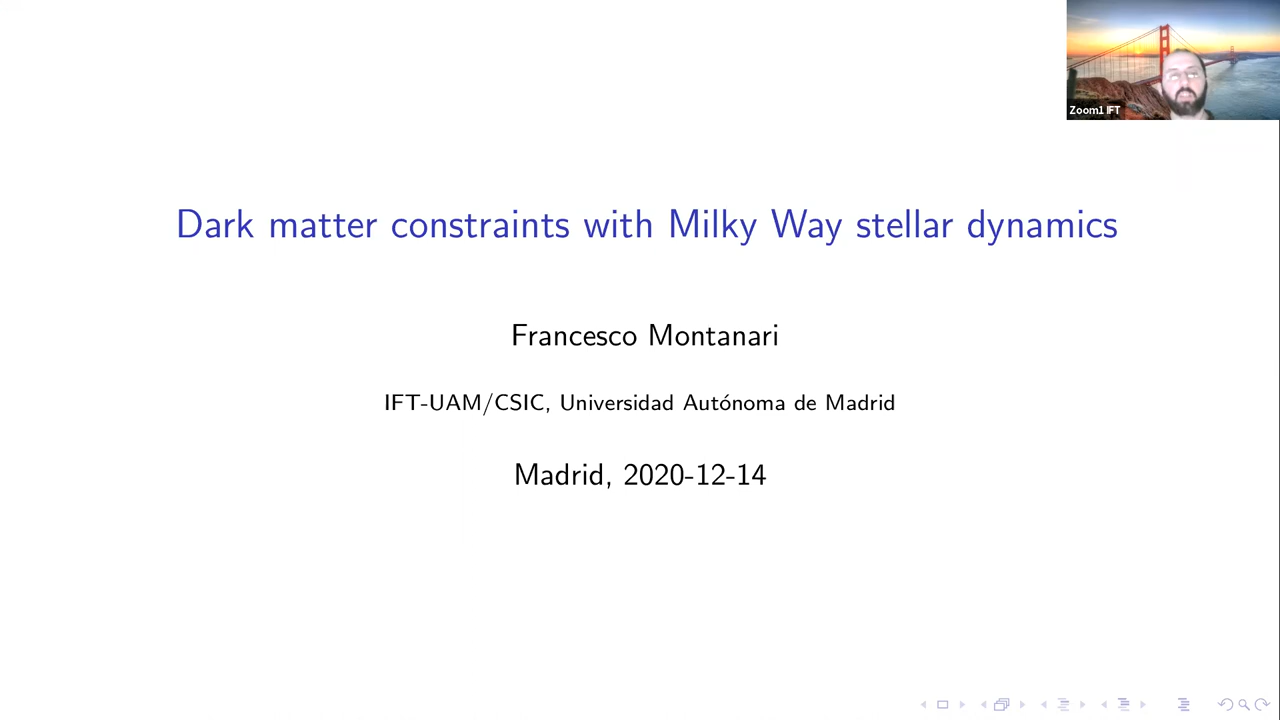 Zoom1 IFT
Dark matter constraints with Milky Way stellar dynamics
Francesco Montanari
IFT-UAM/CSIC, Universidad Autónoma de Madrid
Madrid, 2020-12-14